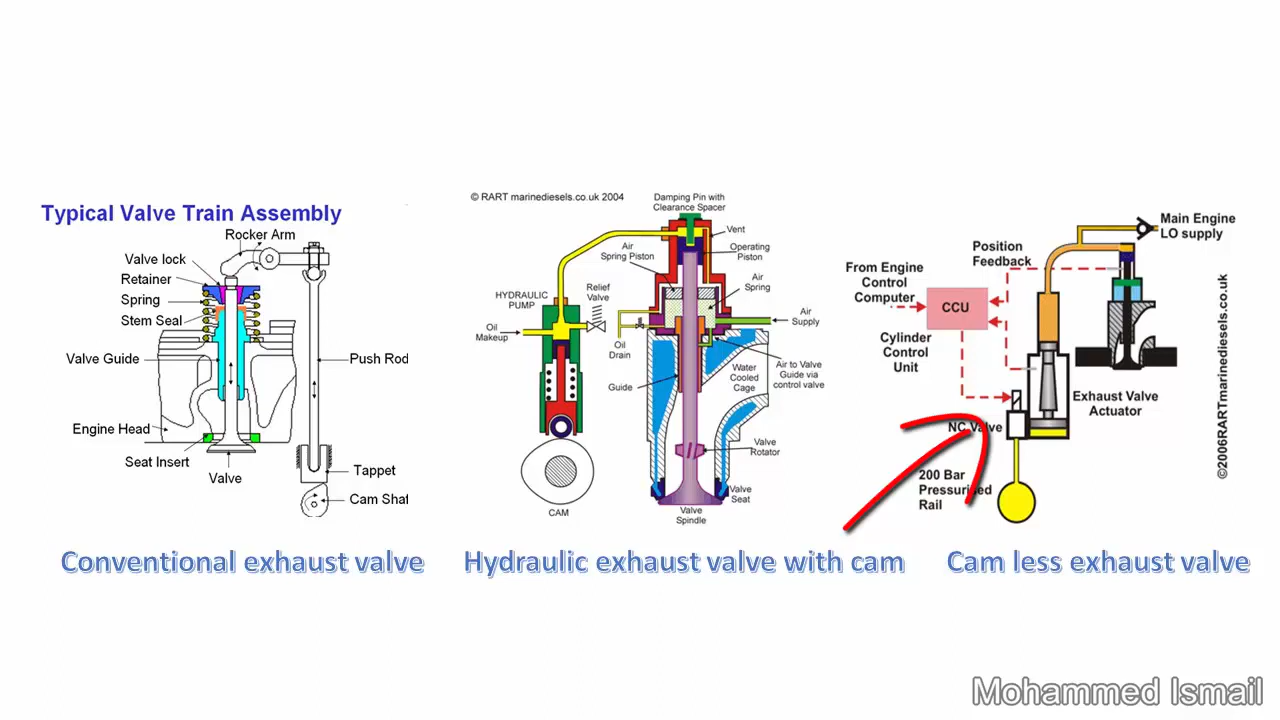 Typical Valve Train Assembly
Rocker Arm
Valve lock
Retainer
Spring
Stem Seal
Valve Guide
Push Rod
Engine Head
Seat Insert
Valve
Tappet
Cam Shaf
Conventional exhaust valve
© RART marinediesels.co.uk 2004
Damping Pin with
Clearance Spacer
Vent
Air
Spring Piston
Operating
Piston
Air
Spring
HYDRAULIC
PUMP
Relief
Valve
Oil
Makeup
Air
Supply
Oil
Drain
Guide
Water
Cooled
Cage
Air to Valve
Guide via
control valve
Valve
Rotator
Valve
Seat
Valve
Spindle
CAM
Hydraulic exhaust valve with cam
Main Engine
LO supply
Position
Feedback
From Engine
Control
Computer
CCU
Cylinder
Control
Unit
Exhaust Valve
Actuator
NC Valve
200 Bar
Pressurised
Rail
©2006RARTmarinediesels.co.uk
Cam less exhaust valve
Mohammed Ismail